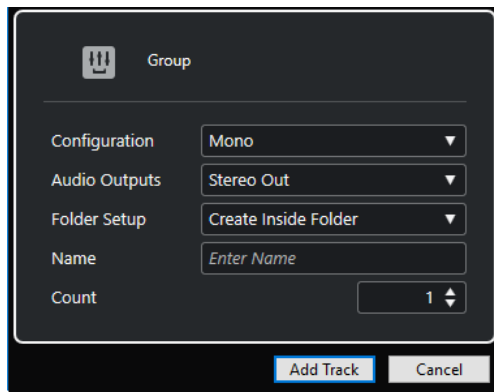 Group
Configuration Mono
Audio Outputs Stereo Out
Folder Setup Create Inside Folder
Name Enter Name
Count 1
Add Track Cancel